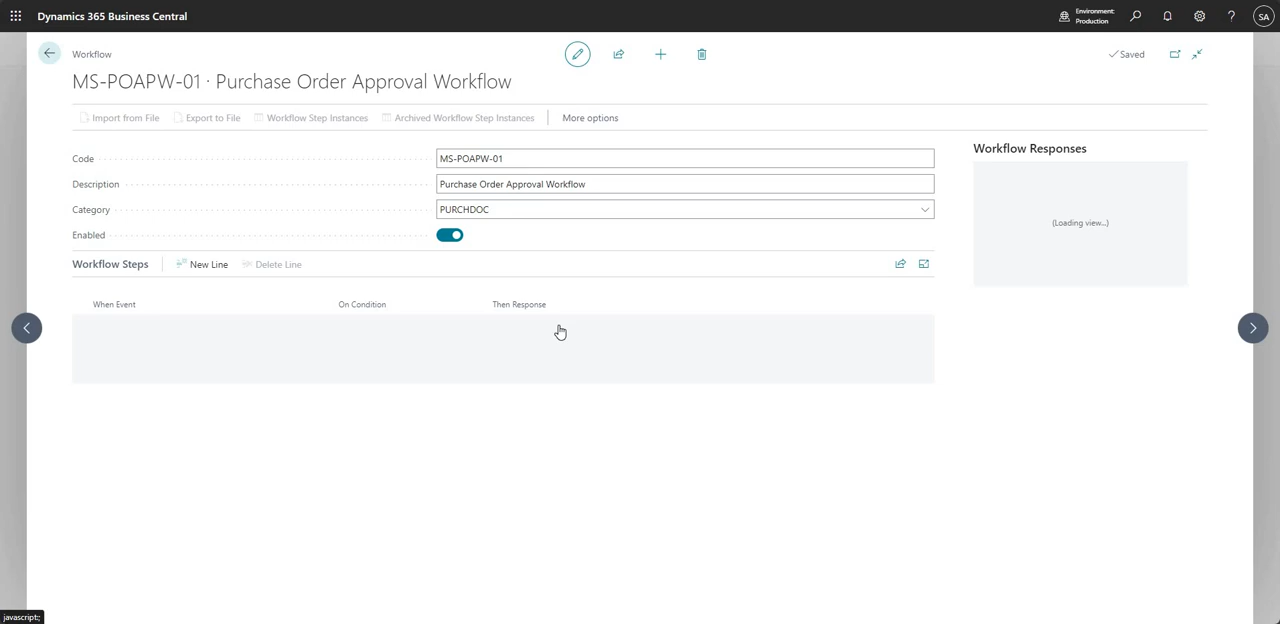 Dynamics 365 Business Central
Environment:
Production
?
SA
Workflow
✓Saved
MS-POAPW-01 · Purchase Order Approval Workflow
Import from File
Export to File
Workflow Step Instances
Archived Workflow Step Instances
More options
Workflow Responses
(Loading view...)
Code
MS-POAPW-01
Description
Purchase Order Approval Workflow
Category
PURCHDOC
Enabled
Workflow Steps
New Line
Delete Line
When Event
On Condition
Then Response
javascript:;